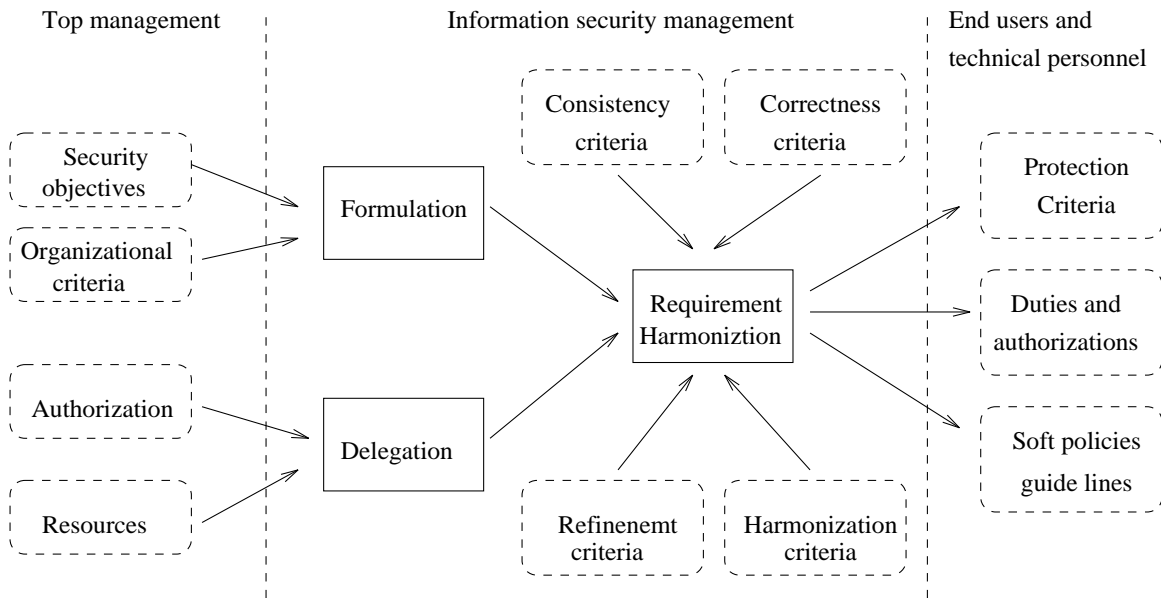 Top management
Information security management
End users and
technical personnel
Security
objectives
Organizational
criteria
Authorization
Resources
Formulation
Delegation
Consistency
criteria
Correctness
criteria
Requirement
Harmoniztion
Refinenemt
criteria
Harmonization
criteria
Protection
Criteria
Duties and
authorizations
Soft policies
guide lines